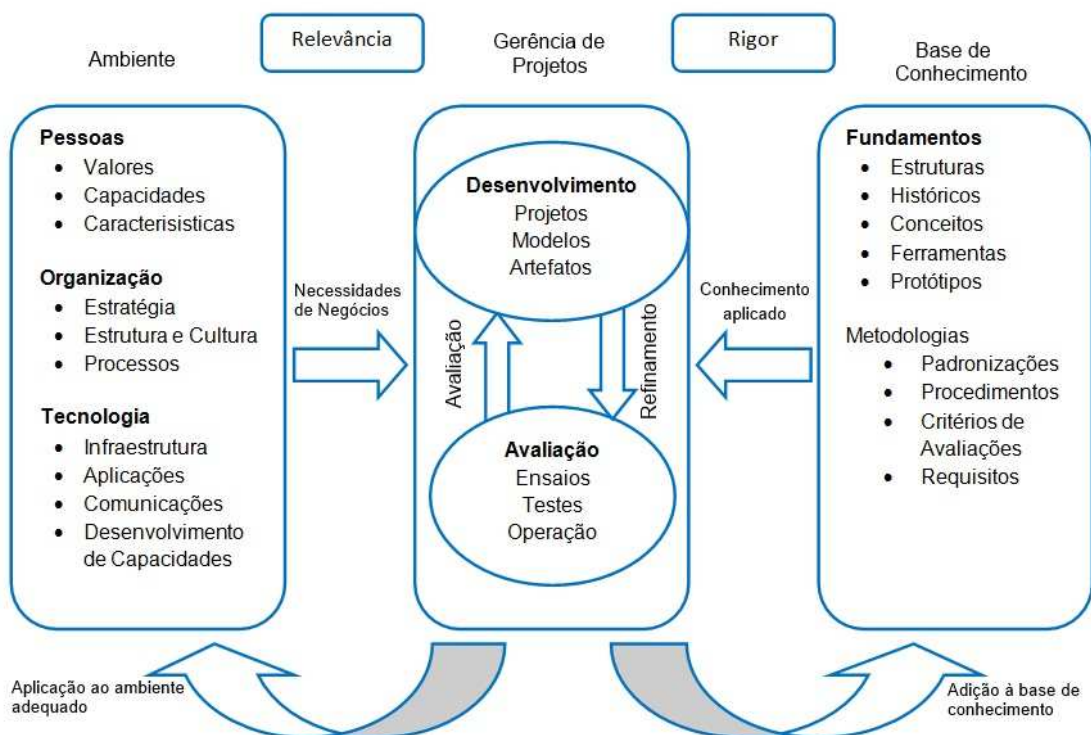 Ambiente
Relevância
Gerência de
Projetos
Rigor
Base de
Conhecimento
Pessoas
• Valores
• Capacidades
• Caracterisisticas
Organização
• Estratégia
• Estrutura e Cultura
• Processos
Tecnologia
• Infraestrutura
• Aplicações
• Comunicações
• Desenvolvimento
de Capacidades
Necessidades
de Negócios
Desenvolvimento
Projetos
Modelos
Artefatos
Avaliação
Refinamento
Avaliação
Ensaios
Testes
Operação
Conhecimento
aplicado
Fundamentos
• Estruturas
• Históricos
• Conceitos
• Ferramentas
• Protótipos
Metodologias
• Padronizações
• Procedimentos
• Critérios de
Avaliações
• Requisitos
Aplicação ao ambiente
adequado
Adição à base de
conhecimento